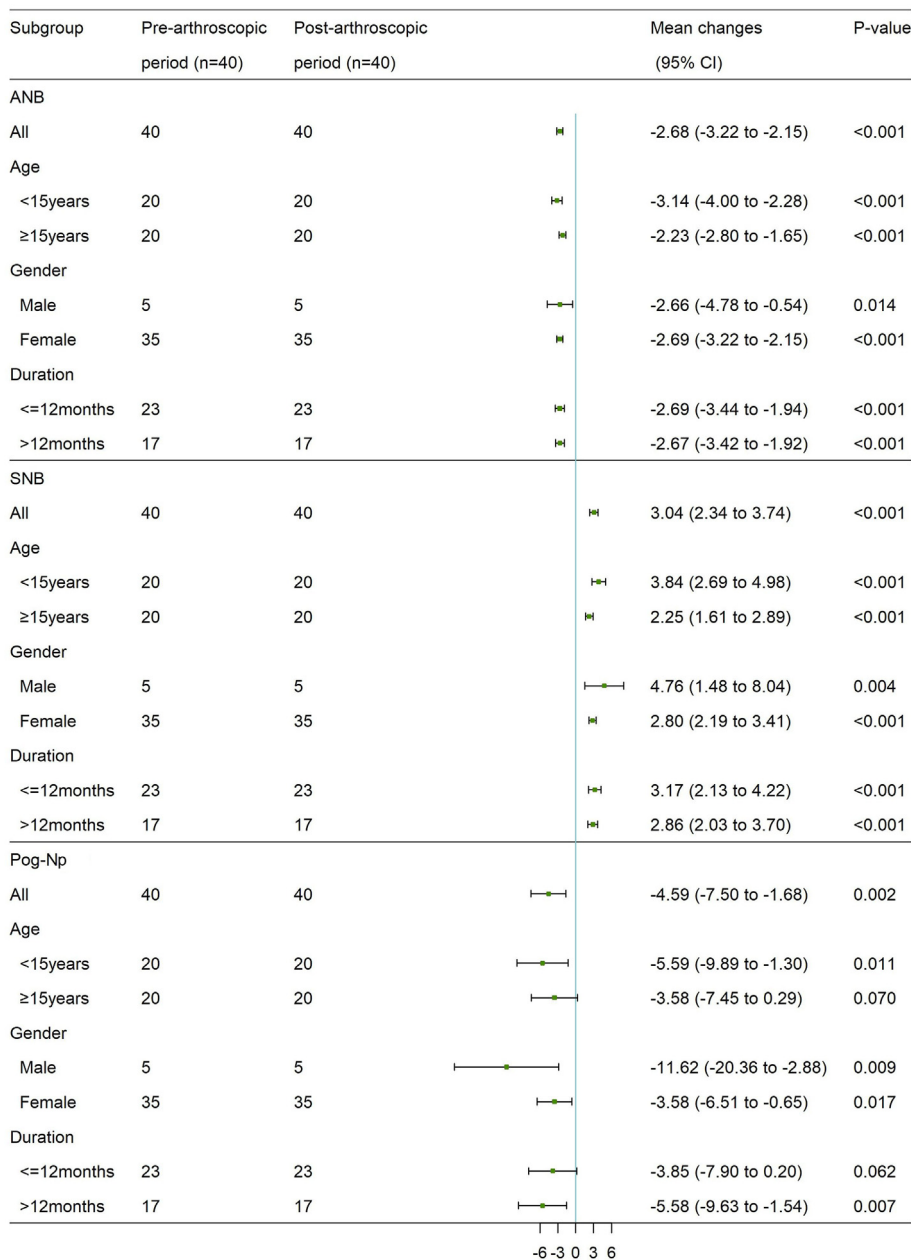 Subgroup Pre-arthroscopic Post-arthroscopic Mean changes P-value
period (n=40) period (n=40) (95% CI)
ANB
All 40 40 -2.68 (-3.22 to -2.15) <0.001
Age
<15years 20 20 -3.14 (-4.00 to -2.28) <0.001
≥15years 20 20 -2.23 (-2.80 to -1.65) <0.001
Gender
Male 5 5 -2.66 (-4.78 to -0.54) 0.014
Female 35 35 -2.69 (-3.22 to -2.15) <0.001
Duration
<=12months 23 23 -2.69 (-3.44 to -1.94) <0.001
>12months 17 17 -2.67 (-3.42 to -1.92) <0.001
SNB
All 40 40 3.04 (2.34 to 3.74) <0.001
Age
<15years 20 20 3.84 (2.69 to 4.98) <0.001
≥15years 20 20 2.25 (1.61 to 2.89) <0.001
Gender
Male 5 5 4.76 (1.48 to 8.04) 0.004
Female 35 35 2.80 (2.19 to 3.41) <0.001
Duration
<=12months 23 23 3.17 (2.13 to 4.22) <0.001
>12months 17 17 2.86 (2.03 to 3.70) <0.001
Pog-Np
All 40 40 -4.59 (-7.50 to -1.68) 0.002
Age
<15years 20 20 -5.59 (-9.89 to -1.30) 0.011
≥15years 20 20 -3.58 (-7.45 to 0.29) 0.070
Gender
Male 5 5 -11.62 (-20.36 to -2.88) 0.009
Female 35 35 -3.58 (-6.51 to -0.65) 0.017
Duration
<=12months 23 23 -3.85 (-7.90 to 0.20) 0.062
>12months 17 17 -5.58 (-9.63 to -1.54) 0.007
-6 -3 0 3 6